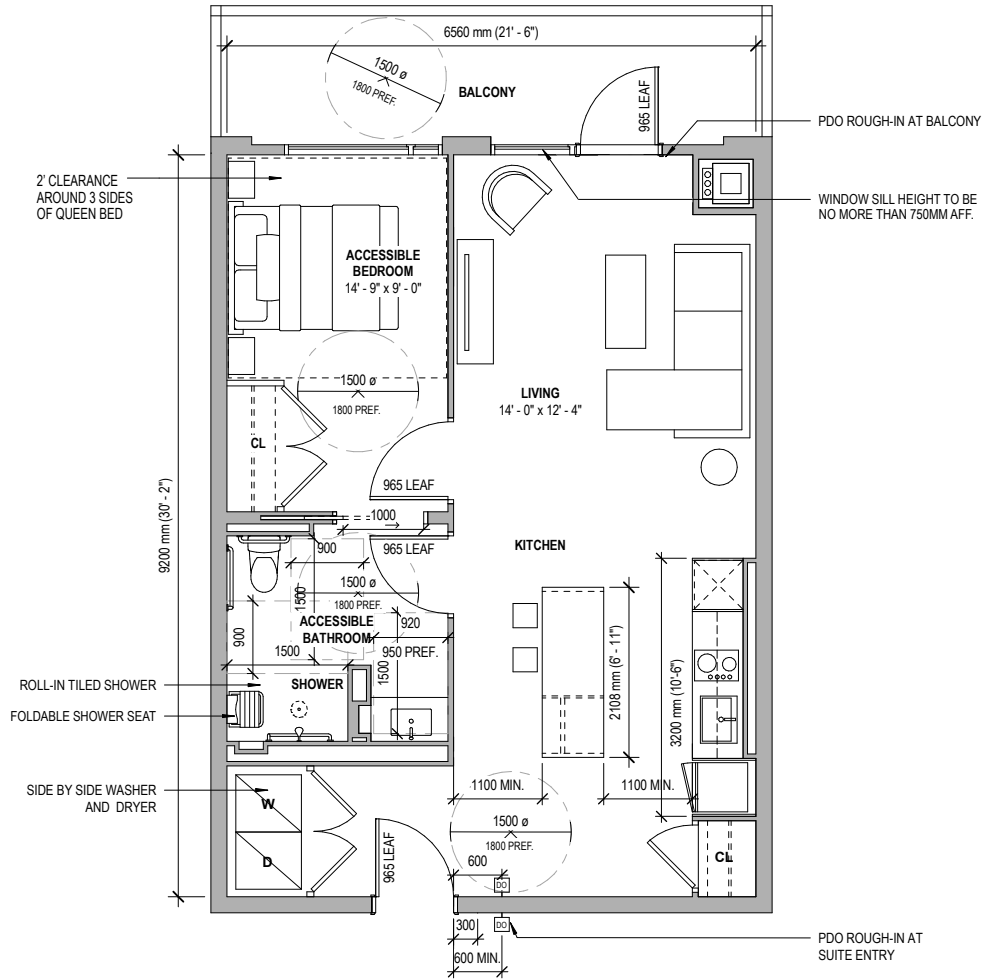 6560 mm (21' - 6")
1500 ø
1800 PREF.
BALCONY
965 LEAF
PDO ROUGH-IN AT BALCONY
2' CLEARANCE
AROUND 3 SIDES
OF QUEEN BED
WINDOW SILL HEIGHT TO BE
NO MORE THAN 750MM AFF.
ACCESSIBLE
BEDROOM
14' - 9" x 9' - 0"
1500 ø
1800 PREF.
LIVING
14' - 0" x 12' - 4"
CL
965 LEAF
1000
9200 mm (30' - 2")
KITCHEN
900
965 LEAF
1500 ø
1800 PREF.
1500
ACCESSIBLE
BATHROOM
920
900
1500
950 PREF.
1500
2108 mm (6' - 11")
3200 mm (10'-6")
ROLL-IN TILED SHOWER
SHOWER
FOLDABLE SHOWER SEAT
SIDE BY SIDE WASHER
AND DRYER
W
D
1100 MIN.
1100 MIN.
1500 ø
1800 PREF.
965 LEAF
600
CL
DO
DO
300
600 MIN.
PDO ROUGH-IN AT
SUITE ENTRY